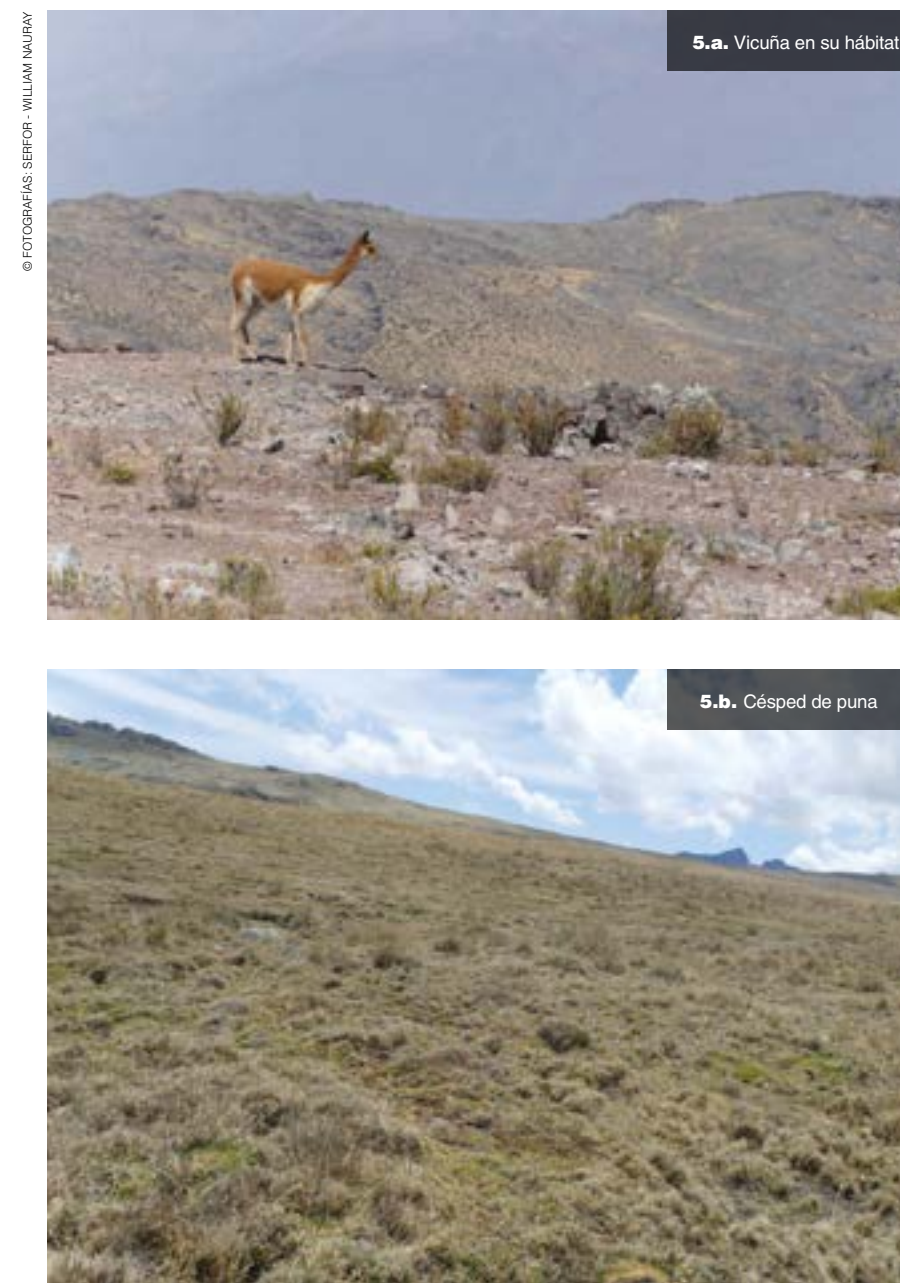 © FOTOGRAFÍAS: SERFOR - WILLIAM NAURAY
5.a. Vicuña en su hábitat
5.b. Césped de puna